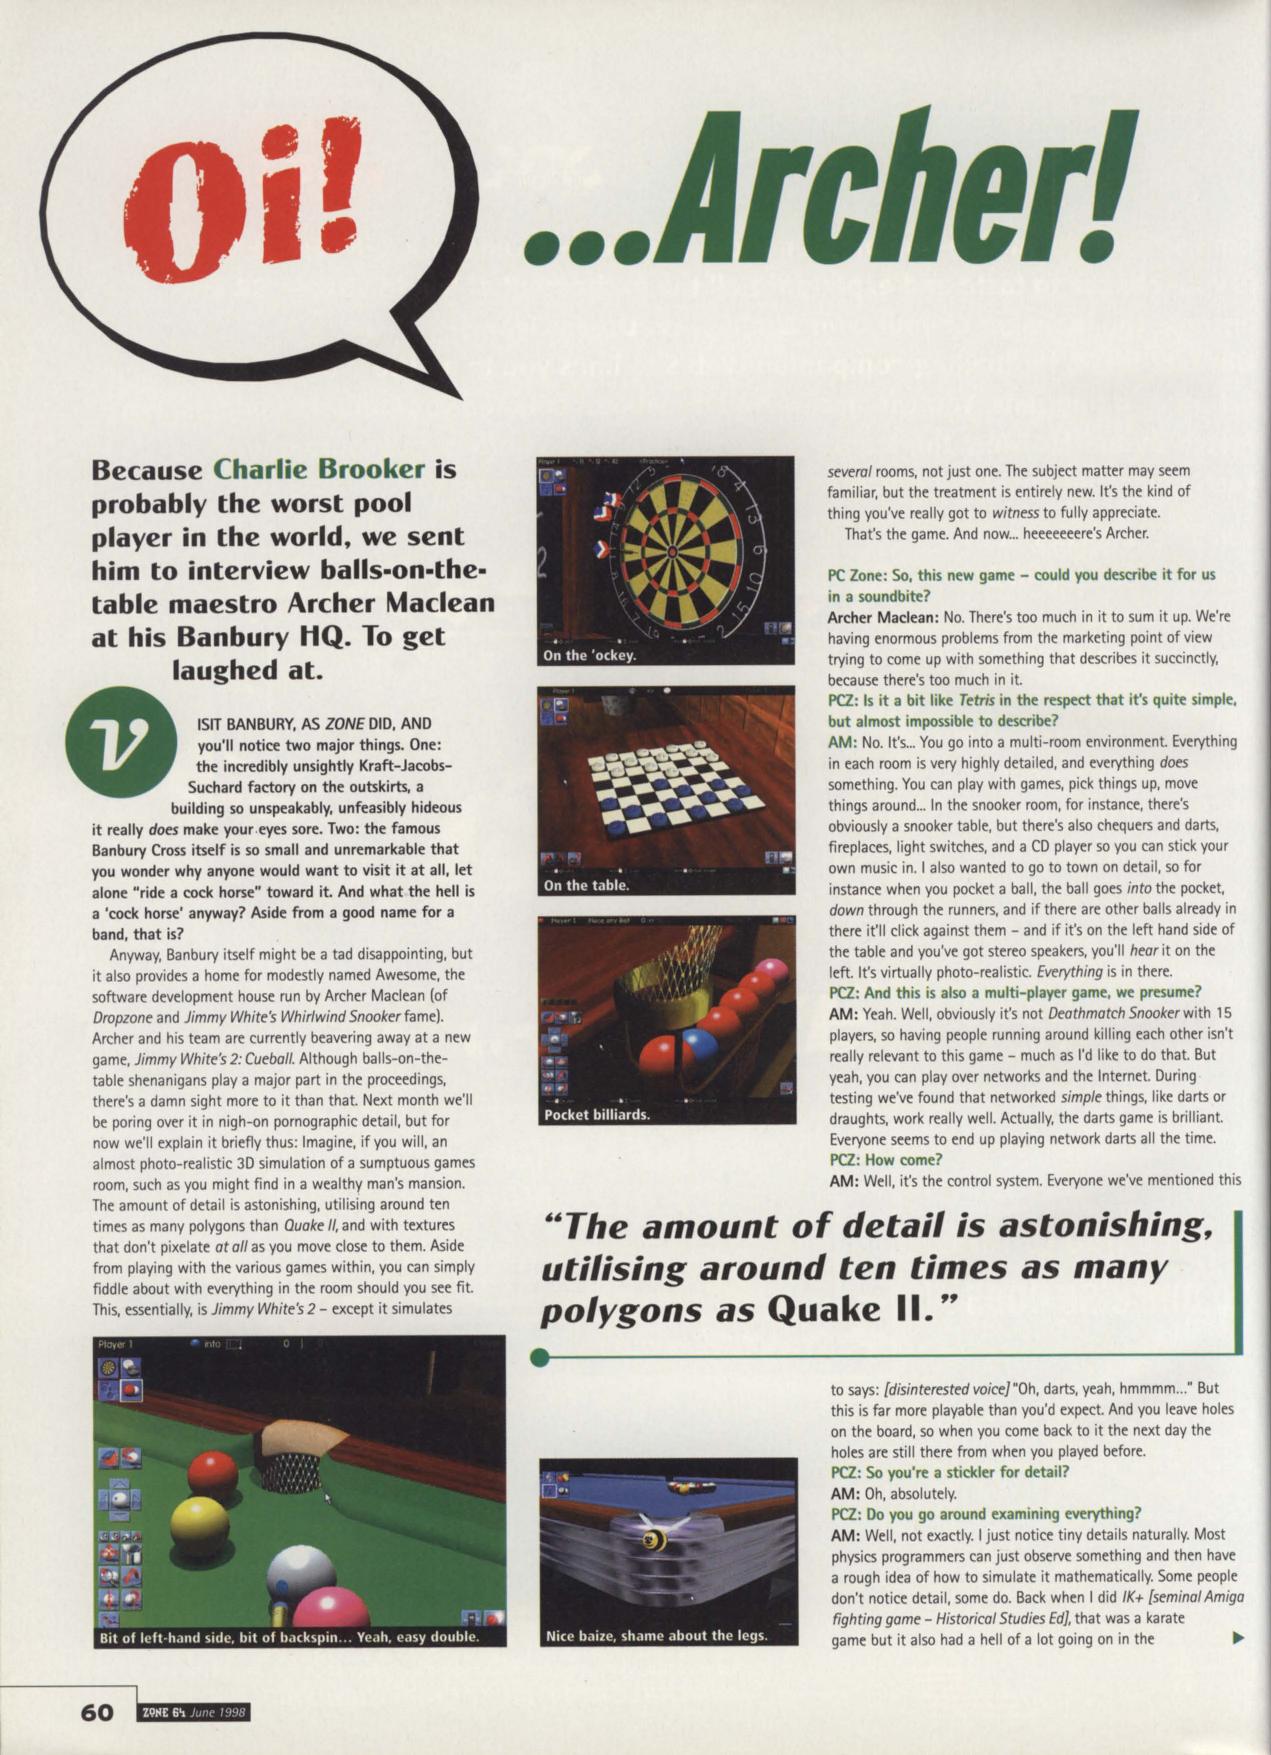 Oi!
...Archer!
Because Charlie Brooker is
probably the worst pool
player in the world, we sent
him to interview balls-on-the-
table maestro Archer Maclean
at his Banbury HQ. To get
laughed at.
V
ISIT BANBURY, AS ZONE DID, AND
you'll notice two major things. One:
the incredibly unsightly Kraft-Jacobs-
Suchard factory on the outskirts, a
building so unspeakably, unfeasibly hideous
it really does make your eyes sore. Two: the famous
Banbury Cross itself is so small and unremarkable that
you wonder why anyone would want to visit it at all, let
alone "ride a cock horse" toward it. And what the hell is
a 'cock horse' anyway? Aside from a good name for a
band, that is?
Anyway, Banbury itself might be a tad disappointing, but
it also provides a home for modestly named Awesome, the
software development house run by Archer Maclean (of
Dropzone and Jimmy White's Whirlwind Snooker fame).
Archer and his team are currently beavering away at a new
game, Jimmy White's 2: Cueball. Although balls-on-the-
table shenanigans play a major part in the proceedings,
there's a damn sight more to it than that. Next month we'll
be poring over it in nigh-on pornographic detail, but for
now we'll explain it briefly thus: Imagine, if you will, an
almost photo-realistic 3D simulation of a sumptuous games
room, such as you might find in a wealthy man's mansion.
The amount of detail is astonishing, utilising around ten
times as many polygons than Quake II, and with textures
that don't pixelate at all as you move close to them. Aside
from playing with the various games within, you can simply
fiddle about with everything in the room should you see fit.
This, essentially, is Jimmy White's 2 – except it simulates
Player 1
info
0
Bit of left-hand side, bit of backspin... Yeah, easy double.
On the 'ockey.
Player 1
On the table.
Player 1 Place any Ball 0
Pocket billiards.
several rooms, not just one. The subject matter may seem
familiar, but the treatment is entirely new. It's the kind of
thing you've really got to witness to fully appreciate.
That's the game. And now... heeeeeeere's Archer.
PC Zone: So, this new game – could you describe it for us
in a soundbite?
Archer Maclean: No. There's too much in it to sum it up. We're
having enormous problems from the marketing point of view
trying to come up with something that describes it succinctly,
because there's too much in it.
PCZ: Is it a bit like Tetris in the respect that it's quite simple,
but almost impossible to describe?
AM: No. It's... You go into a multi-room environment. Everything
in each room is very highly detailed, and everything does
something. You can play with games, pick things up, move
things around... In the snooker room, for instance, there's
obviously a snooker table, but there's also chequers and darts,
fireplaces, light switches, and a CD player so you can stick your
own music in. I also wanted to go to town on detail, so for
instance when you pocket a ball, the ball goes into the pocket,
down through the runners, and if there are other balls already in
there it'll click against them – and if it's on the left hand side of
the table and you've got stereo speakers, you'll hear it on the
left. It's virtually photo-realistic. Everything is in there.
PCZ: And this is also a multi-player game, we presume?
AM: Yeah. Well, obviously it's not Deathmatch Snooker with 15
players, so having people running around killing each other isn't
really relevant to this game – much as I'd like to do that. But
yeah, you can play over networks and the Internet. During
testing we've found that networked simple things, like darts or
draughts, work really well. Actually, the darts game is brilliant.
Everyone seems to end up playing network darts all the time.
PCZ: How come?
AM: Well, it's the control system. Everyone we've mentioned this
"The amount of detail is astonishing,
utilising around ten times as many
polygons as Quake II."
Nice baize, shame about the legs.
to says: [disinterested voice] "Oh, darts, yeah, hmmmm..." But
this is far more playable than you'd expect. And you leave holes
on the board, so when you come back to it the next day the
holes are still there from when you played before.
PCZ: So you're a stickler for detail?
AM: Oh, absolutely.
PCZ: Do you go around examining everything?
AM: Well, not exactly. I just notice tiny details naturally. Most
physics programmers can just observe something and then have
a rough idea of how to simulate it mathematically. Some people
don't notice detail, some do. Back when I did IK+ [seminal Amiga
fighting game – Historical Studies Ed], that was a karate
game but it also had a hell of a lot going on in the
60
ZONE 64 June 1998